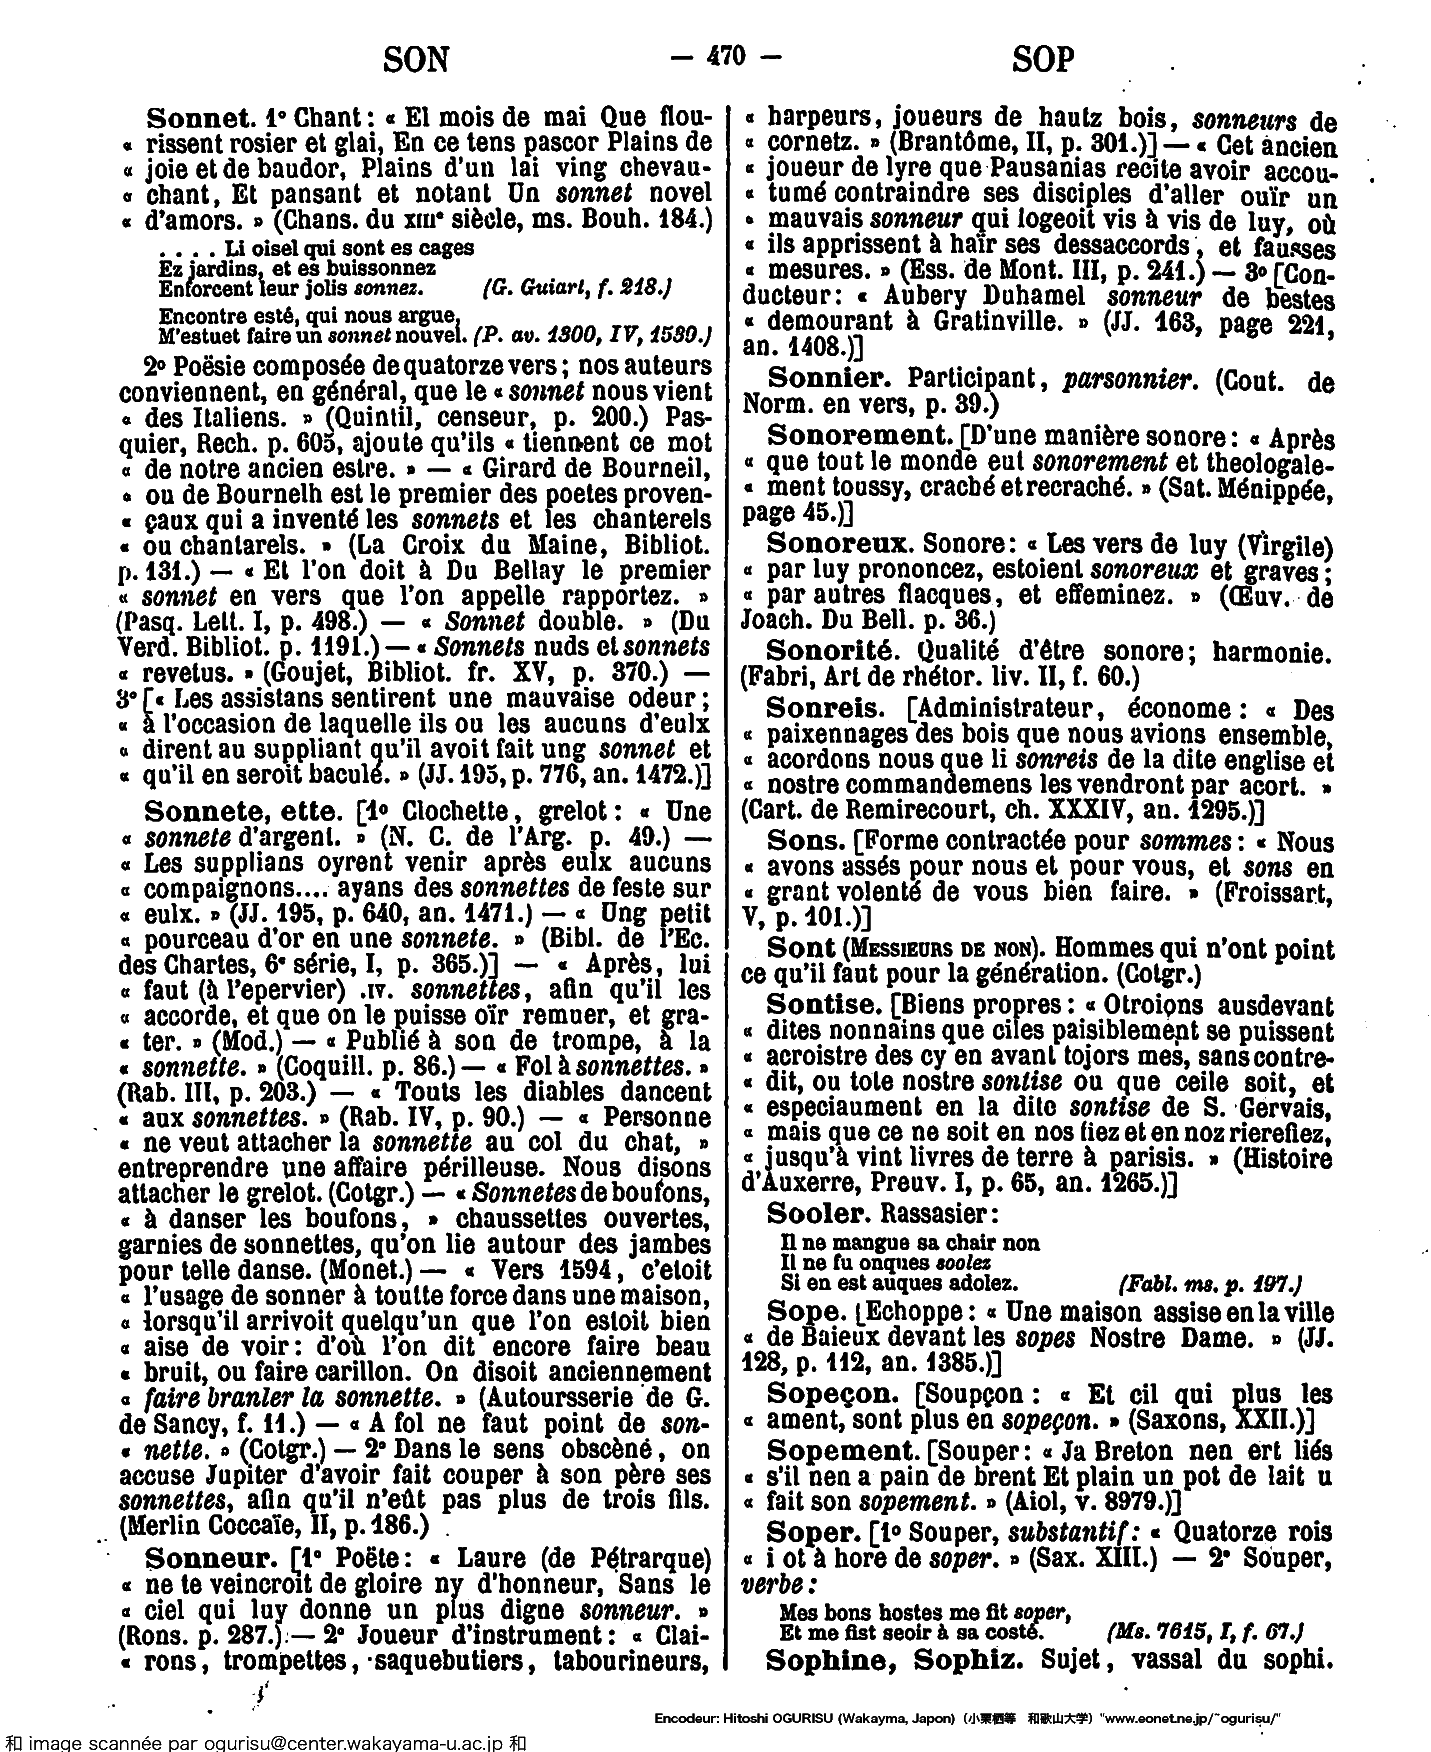 SON — 470 — SOP
Sonnet. 1º Chant : « El mois de mai Que flou-
« rissent rosier et glai, En ce tens pascor Plains de
« joie et de baudor, Plains d'un lai ving chevau-
« chant, Et pansant et notant Un sonnet novel
« d'amors. » (Chans. du XIIIᵉ siècle, ms. Bouh. 184.)
. . . . Li oisel qui sont es cages
Ez jardins, et es buissonnez
Enforcent leur jolis sonnez. (G. Guiart, f. 218.)
Encontre esté, qui nous argue,
M'estuet faire un sonnet nouvel. (P. av. 1300, IV, 1539.)
2º Poësie composée de quatorze vers ; nos auteurs
conviennent, en général, que le « sonnet nous vient
« des Italiens. » (Quintil, censeur, p. 200.) Pas-
quier, Rech. p. 605, ajoute qu'ils « tiennent ce mot
« de notre ancien estre. » — « Girard de Bourneil,
« ou de Bournelh est le premier des poetes proven-
« çaux qui a inventé les sonnets et les chanterels
« ou chantarels. » (La Croix du Maine, Bibliot.
p. 131.) — « Et l'on doit à Du Bellay le premier
« sonnet en vers que l'on appelle rapportez. »
(Pasq. Lett. I, p. 498.) — « Sonnet double. » (Du
Verd. Bibliot. p. 1191.) — « Sonnets nuds et sonnets
« revetus. » (Goujet, Bibliot. fr. XV, p. 370.) —
3º [« Les assistans sentirent une mauvaise odeur ;
« à l'occasion de laquelle ils ou les aucuns d'eulx
« dirent au suppliant qu'il avoit fait ung sonnet et
« qu'il en seroit baculé. » (JJ. 195, p. 776, an. 1472.)]
Sonnete, ette. [1º Clochette, grelot : « Une
« sonnete d'argent. » (N. C. de l'Arg. p. 49.) —
« Les supplians oyrent venir après eulx aucuns
« compaignons.... ayans des sonnettes de feste sur
« eulx. » (JJ. 195, p. 640, an. 1471.) — « Ung petit
« pourceau d'or en une sonnete. » (Bibl. de l'Ec.
des Chartes, 6ᵉ série, I, p. 365.)] — « Après, lui
« faut (à l'epervier) .IV. sonnettes, afin qu'il les
« accorde, et que on le puisse oïr remuer, et gra-
« ter. » (Mod.) — « Publié à son de trompe, à la
« sonnette. » (Coquill. p. 86.) — « Fol à sonnettes. »
(Rab. III, p. 203.) — « Touts les diables dancent
« aux sonnettes. » (Rab. IV, p. 90.) — « Personne
« ne veut attacher la sonnette au col du chat, »
entreprendre une affaire périlleuse. Nous disons
attacher le grelot. (Cotgr.) — « Sonnetes de boufons,
« à danser les boufons, » chaussettes ouvertes,
garnies de sonnettes, qu'on lie autour des jambes
pour telle danse. (Monet.) — « Vers 1594, c'etoit
« l'usage de sonner à toutte force dans une maison,
« lorsqu'il arrivoit quelqu'un que l'on estoit bien
« aise de voir : d'où l'on dit encore faire beau
« bruit, ou faire carillon. On disoit anciennement
« faire branler la sonnette. » (Autoursserie de G.
de Sancy, f. 11.) — « A fol ne faut point de son-
« nette. » (Cotgr.) — 2º Dans le sens obscène, on
accuse Jupiter d'avoir fait couper à son père ses
sonnettes, afin qu'il n'eût pas plus de trois fils.
(Merlin Coccaïe, II, p. 186.)
Sonneur. [1º Poëte : « Laure (de Pétrarque)
« ne te veincroit de gloire ny d'honneur, Sans le
« ciel qui luy donne un plus digne sonneur. »
(Rons. p. 287.) — 2º Joueur d'instrument : « Clai-
« rons, trompettes, saquebutiers, tabourineurs,
« harpeurs, joueurs de hautz bois, sonneurs de
« cornetz. » (Brantôme, II, p. 301.)] — « Cet ancien
« joueur de lyre que Pausanias recite avoir accou-
« tumé contraindre ses disciples d'aller ouïr un
« mauvais sonneur qui logeoit vis à vis de luy, où
« ils apprissent à haïr ses dessaccords, et fausses
« mesures. » (Ess. de Mont. III, p. 241.) — 3º [Con-
ducteur : « Aubery Duhamel sonneur de bestes
« demourant à Gratinville. » (JJ. 163, page 221,
an. 1408.)]
Sonnier. Participant, parsonnier. (Cout. de
Norm. en vers, p. 39.)
Sonorement. [D'une manière sonore : « Après
« que tout le monde eut sonorement et theologale-
« ment toussy, craché et recraché. » (Sat. Ménippée,
page 45.)]
Sonoreux. Sonore : « Les vers de luy (Virgile)
« par luy prononcez, estoient sonoreux et graves ;
« par autres flacques, et effeminez. » (Œuv. de
Joach. Du Bell. p. 36.)
Sonorité. Qualité d'être sonore ; harmonie.
(Fabri, Art de rhétor. liv. II, f. 60.)
Sonreis. [Administrateur, économe : « Des
« paixennages des bois que nous avions ensemble,
« acordons nous que li sonreis de la dite englise et
« nostre commandemens les vendront par acort. »
(Cart. de Remirecourt, ch. XXXIV, an. 1295.)]
Sons. [Forme contractée pour sommes : « Nous
« avons assés pour nous et pour vous, et sons en
« grant volenté de vous bien faire. » (Froissart,
V, p. 101.)]
Sont (MESSIEURS DE NON). Hommes qui n'ont point
ce qu'il faut pour la génération. (Cotgr.)
Sontise. [Biens propres : « Otroions ausdevant
« dites nonnains que ciles paisiblement se puissent
« acroistre des cy en avant tojors mes, sans contre-
« dit, ou tote nostre sontise ou que ceile soit, et
« especiaument en la dite sontise de S. Gervais,
« mais que ce ne soit en nos fiez et en noz rierefiez,
« jusqu'à vint livres de terre à parisis. » (Histoire
d'Auxerre, Preuv. I, p. 65, an. 1265.)]
Sooler. Rassasier :
Il ne mangue sa chair non
Il ne fu onques soolez
Si en est auques adolez. (Fabl. ms. p. 197.)
Sope. [Echoppe : « Une maison assise en la ville
« de Baieux devant les sopes Nostre Dame. » (JJ.
128, p. 112, an. 1385.)]
Sopeçon. [Soupçon : « Et cil qui plus les
« ament, sont plus en sopeçon. » (Saxons, XXII.)]
Sopement. [Souper : « Ja Breton nen ert liés
« s'il nen a pain de brent Et plain un pot de lait u
« fait son sopement. » (Aiol, v. 8979.)]
Soper. [1º Souper, substantif : « Quatorze rois
« i ot à hore de soper. » (Sax. XIII.) — 2º Souper,
verbe :
Mes bons hostes me fit soper,
Et me fist seoir à sa costé. (Ms. 7615, I, f. 67.)
Sophine, Sophiz. Sujet, vassal du sophi.
Encodeur: Hitoshi OGURISU (Wakayma, Japon) (小栗栖等 和歌山大学) "www.eonet.ne.jp/~ogurisu/"
和 image scannée par ogurisu@center.wakayama-u.ac.jp 和